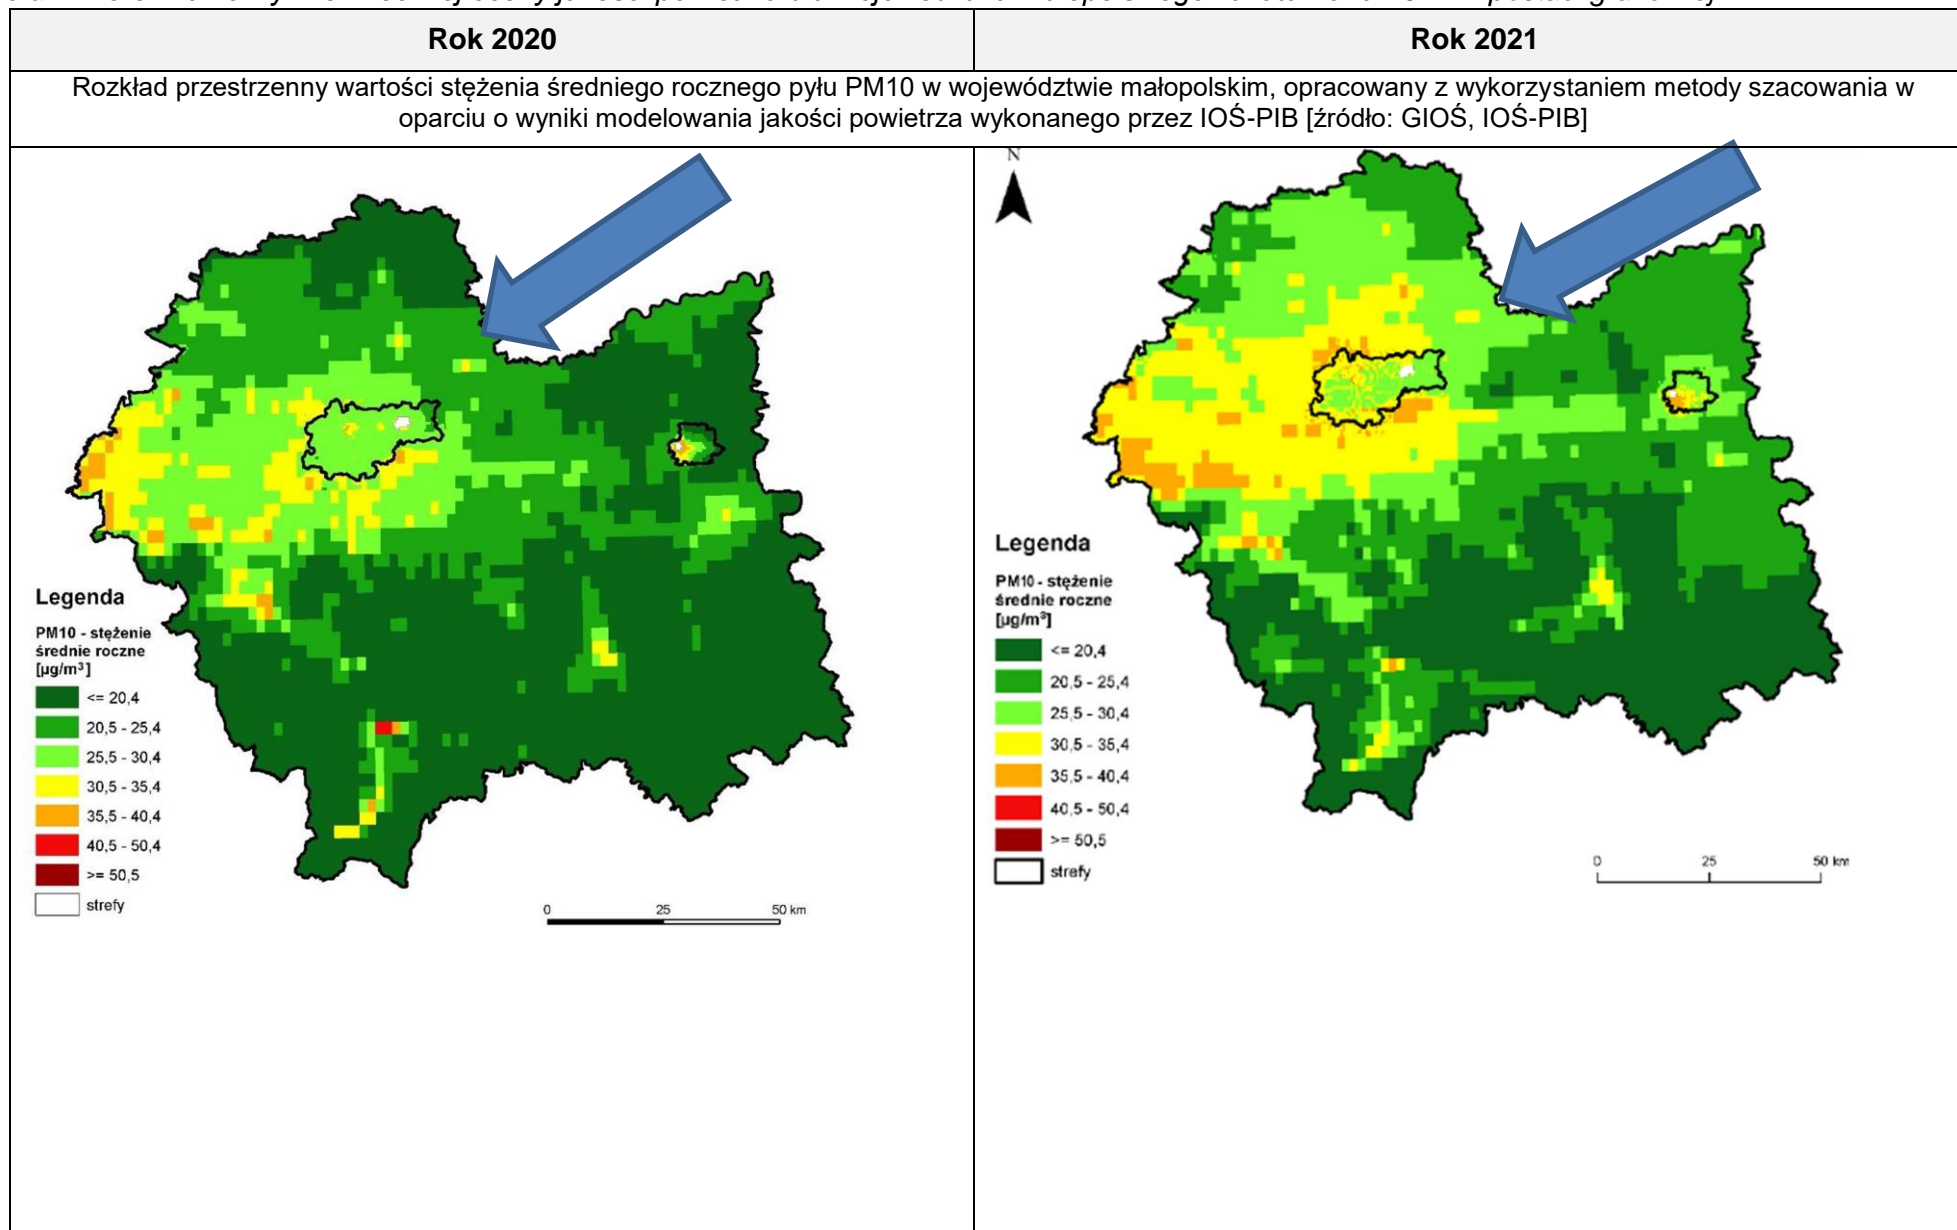 Rok 2020
Rok 2021
Rozkład przestrzenny wartości stężenia średniego rocznego pyłu PM10 w województwie małopolskim, opracowany z wykorzystaniem metody szacowania w
oparciu o wyniki modelowania jakości powietrza wykonanego przez IOŚ-PIB [źródło: GIOŚ, IOŚ-PIB]
Legenda
PM10 - stężenie
średnie roczne
[µg/m³]
<= 20,4
20,5 - 25,4
25,5 - 30,4
30,5 - 35,4
35,5 - 40,4
40,5 - 50,4
>= 50,5
strefy
0 25 50 km
N
Legenda
PM10 - stężenie
średnie roczne
[µg/m³]
<= 20,4
20,5 - 25,4
25,5 - 30,4
30,5 - 35,4
35,5 - 40,4
40,5 - 50,4
>= 50,5
strefy
0 25 50 km